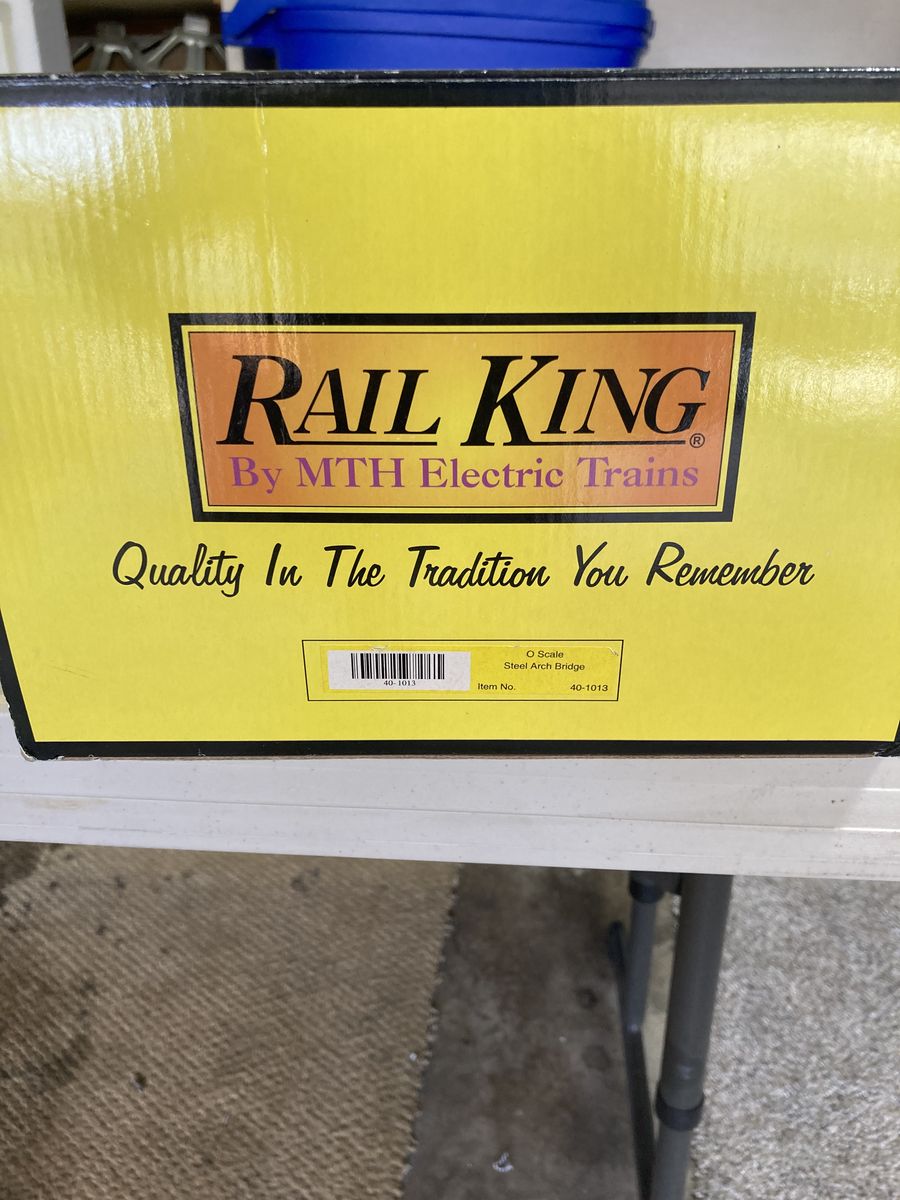 RAIL KING®
By MTH Electric Trains
Quality In The Tradition You Remember
O Scale
Steel Arch Bridge
40-1013
Item No. 40-1013